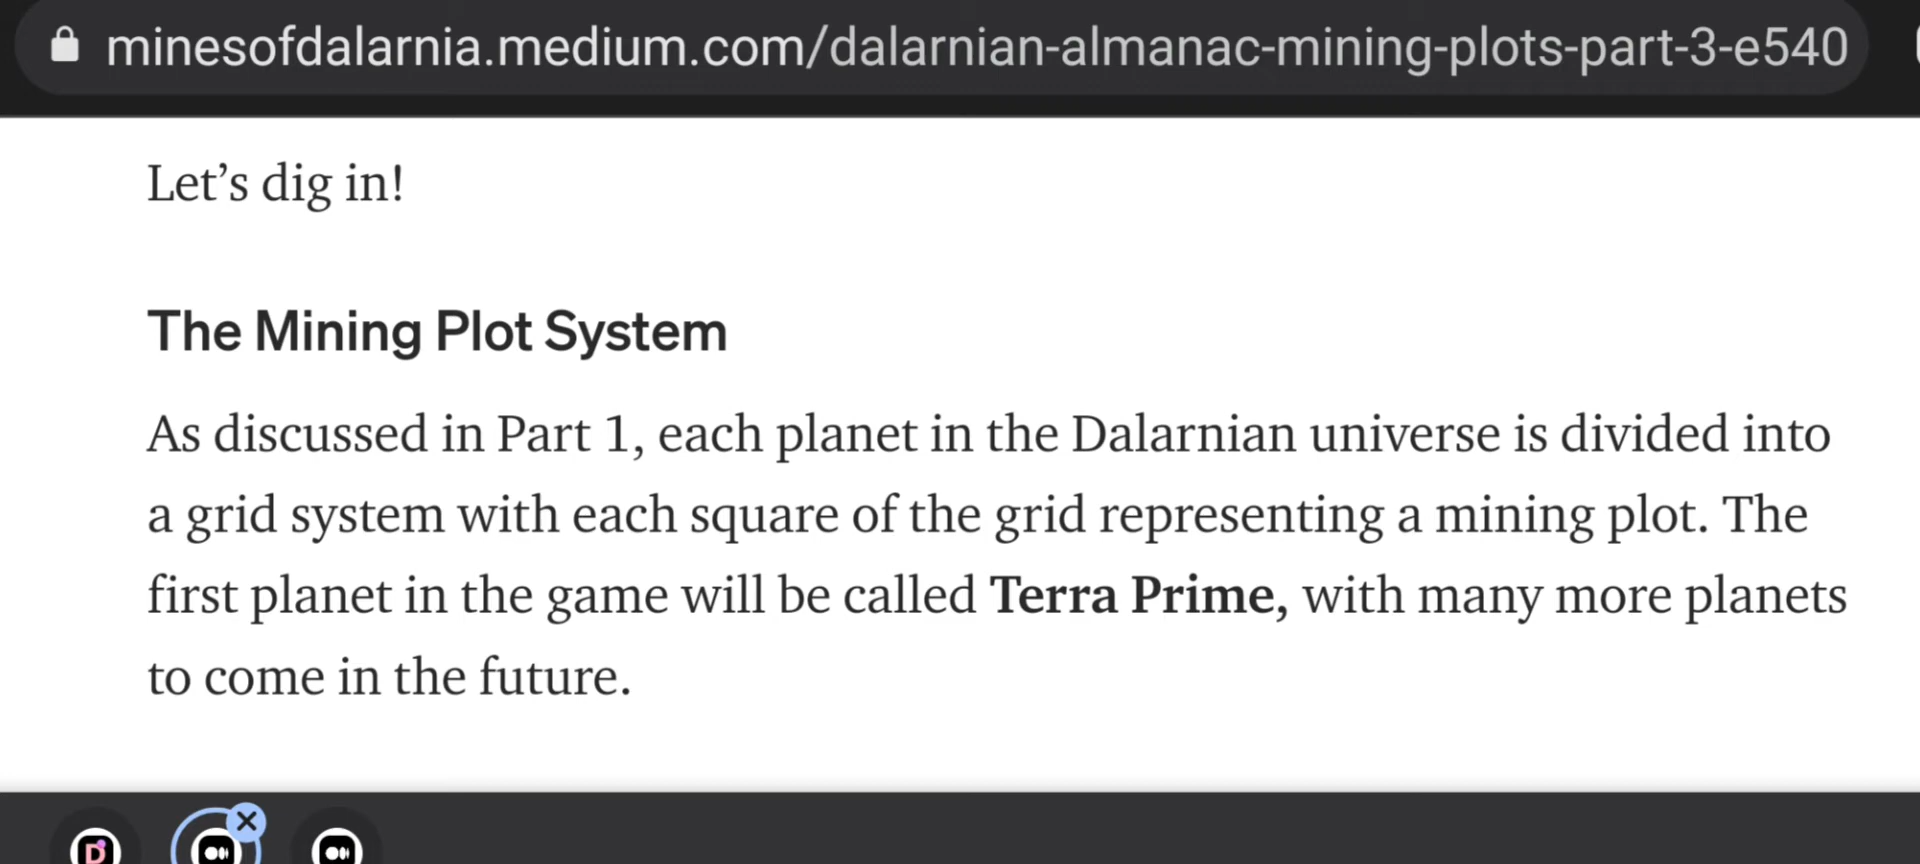 minesofdalarnia.medium.com/dalarnian-almanac-mining-plots-part-3-e540
Let’s dig in!
The Mining Plot System
As discussed in Part 1, each planet in the Dalarnian universe is divided into
a grid system with each square of the grid representing a mining plot. The
first planet in the game will be called Terra Prime, with many more planets
to come in the future.
D